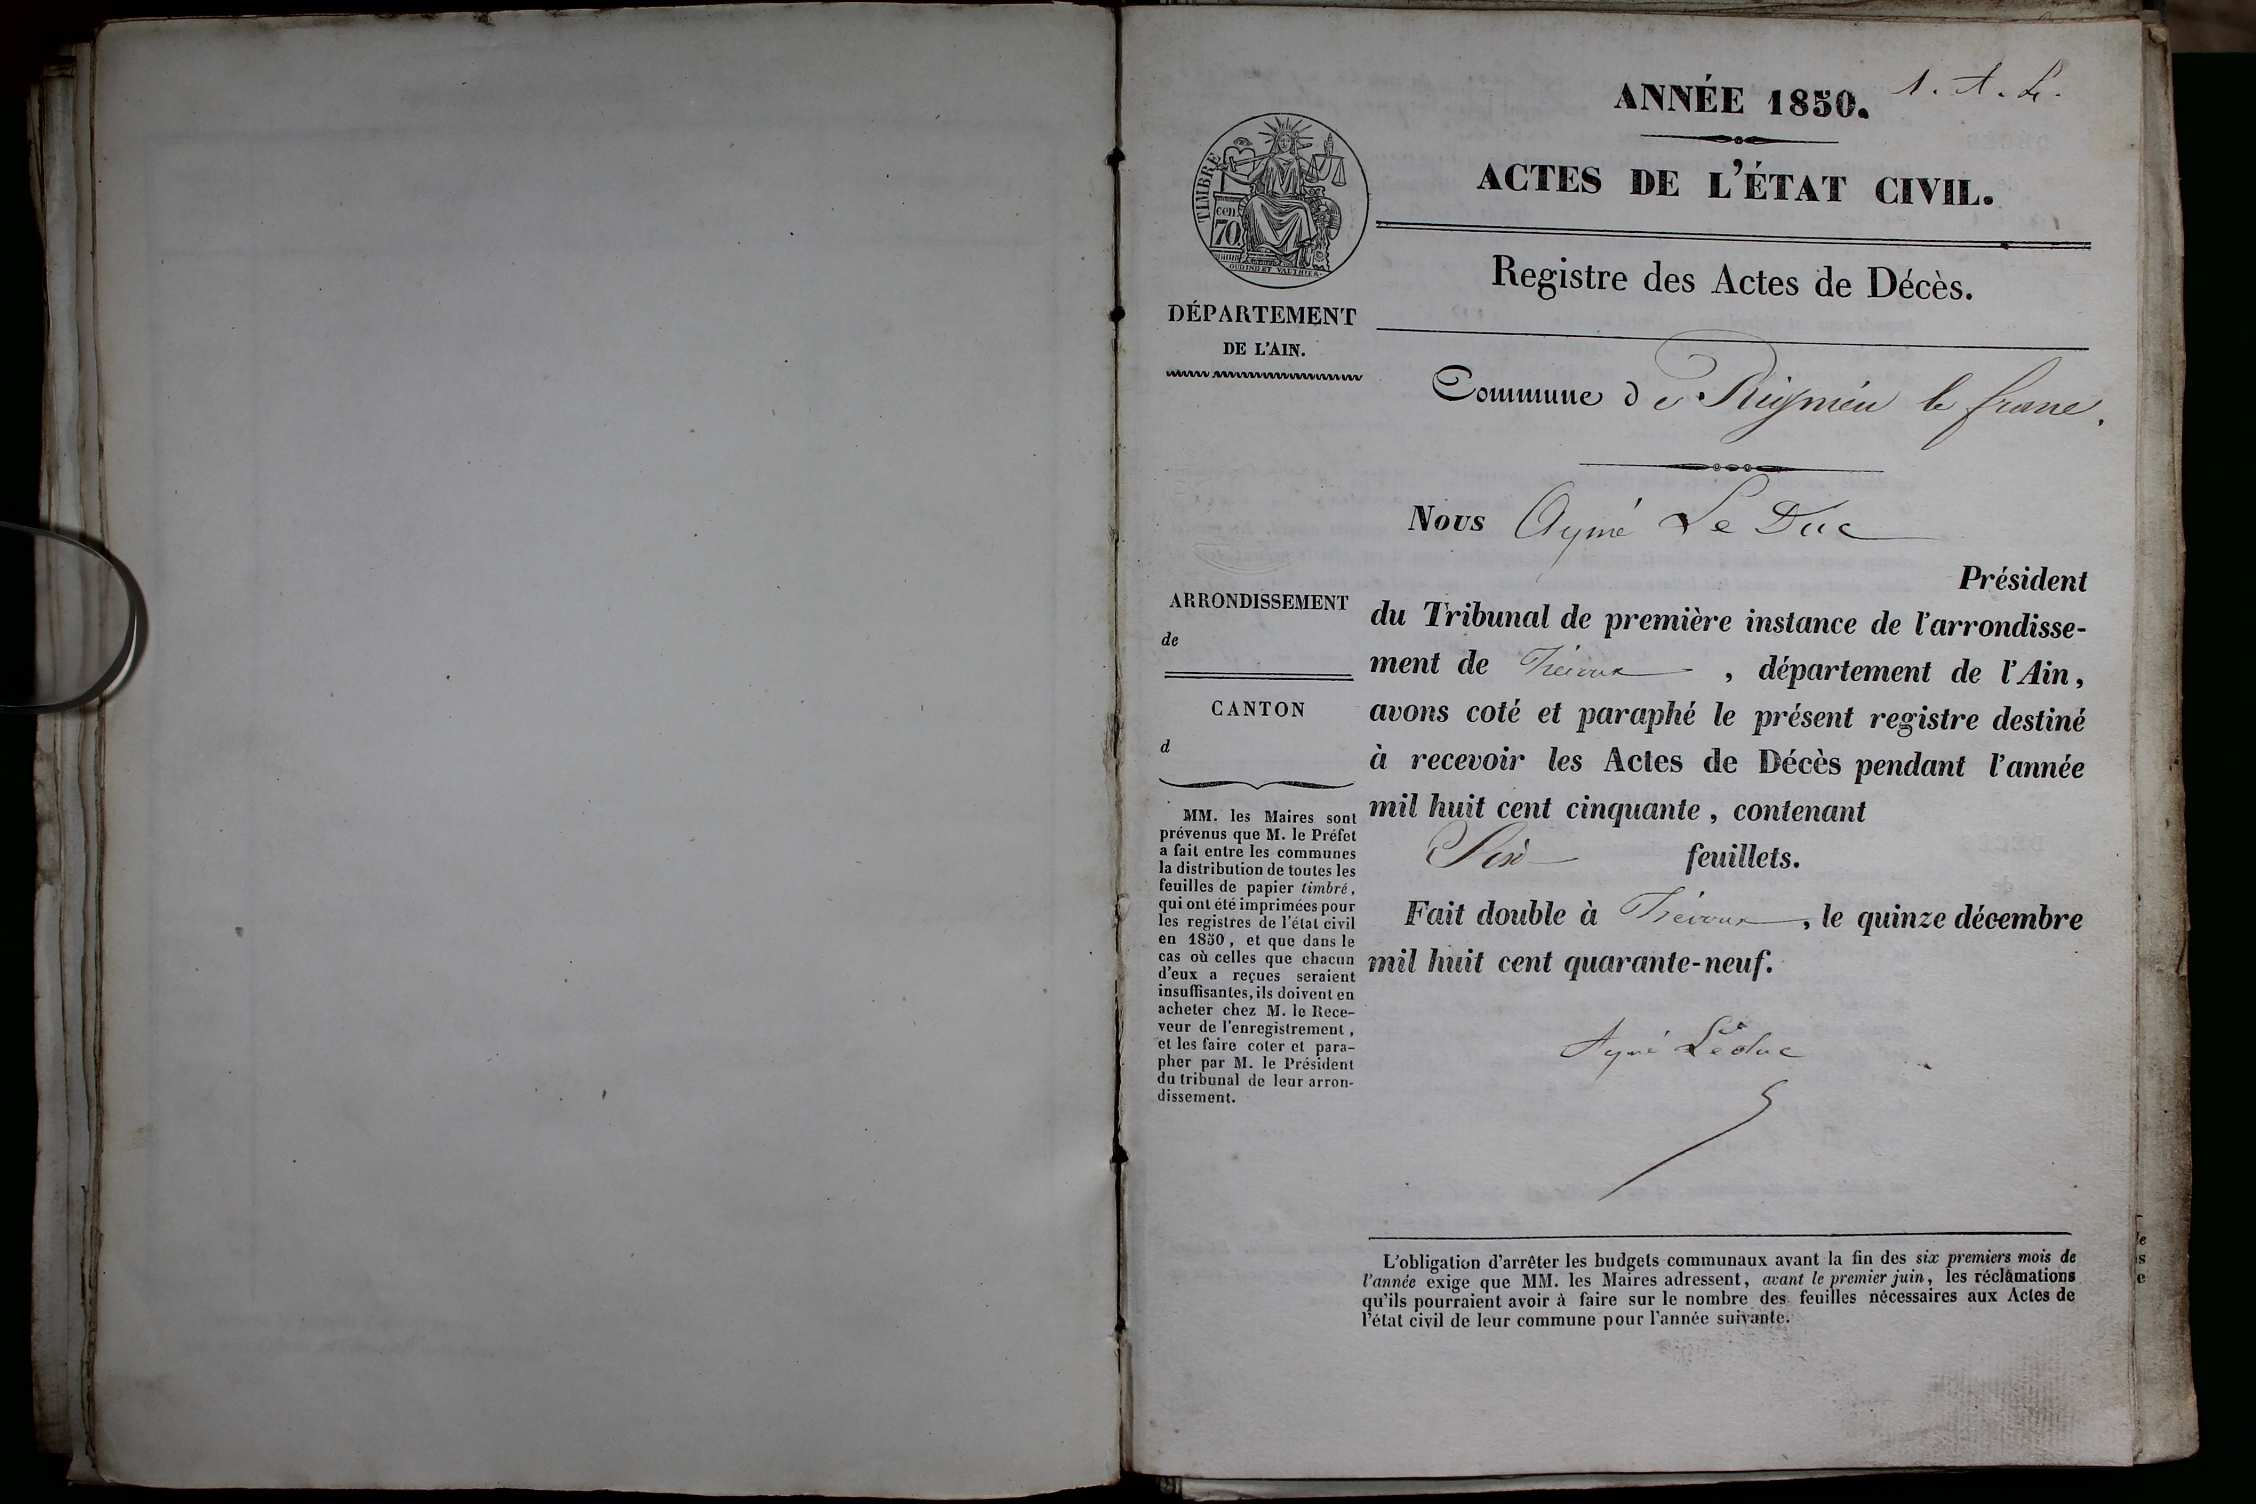 ANNÉE 1850.
1. A. L.
ACTES DE L'ÉTAT CIVIL.
TIMBRE
cen.
70
OUDINÉ ET VAUTHIER.
Registre des Actes de Décès.
DÉPARTEMENT
DE L'AIN.
Commune de Rignieu le franc.
Nous Aymé Le Duc
Président
du Tribunal de première instance de l'arrondisse-
ment de Trévoux, département de l'Ain,
avons coté et paraphé le présent registre destiné
à recevoir les Actes de Décès pendant l'année
mil huit cent cinquante, contenant
Six feuillets.
Fait double à Trévoux, le quinze décembre
mil huit cent quarante-neuf.
Aymé Leduc
ARRONDISSEMENT
de
CANTON
d
MM. les Maires sont
prévenus que M. le Préfet
a fait entre les communes
la distribution de toutes les
feuilles de papier timbré,
qui ont été imprimées pour
les registres de l'état civil
en 1850, et que dans le
cas où celles que chacun
d'eux a reçues seraient
insuffisantes, ils doivent en
acheter chez M. le Rece-
veur de l'enregistrement,
et les faire coter et para-
pher par M. le Président
du tribunal de leur arron-
dissement.
L'obligation d'arrêter les budgets communaux avant la fin des six premiers mois de
l'année exige que MM. les Maires adressent, avant le premier juin, les réclamations
qu'ils pourraient avoir à faire sur le nombre des feuilles nécessaires aux Actes de
l'état civil de leur commune pour l'année suivante.